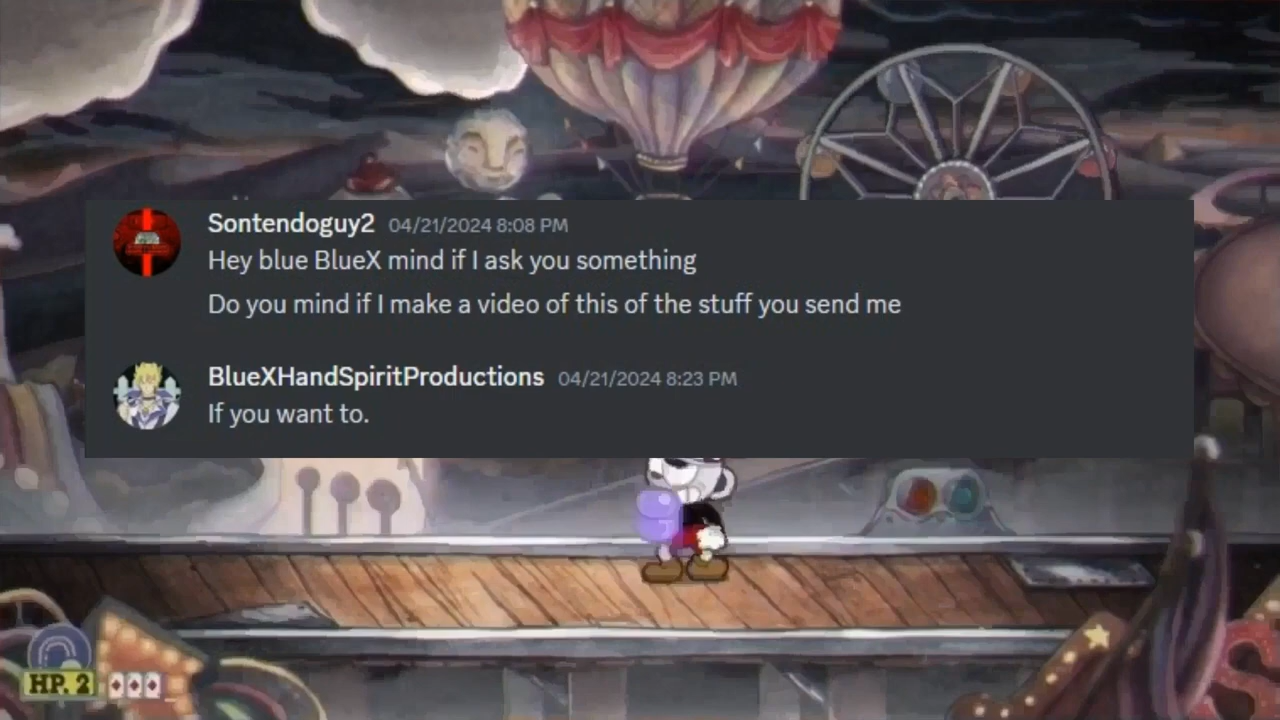 Sontendoguy2 04/21/2024 8:08 PM
Hey blue BlueX mind if I ask you something
Do you mind if I make a video of this of the stuff you send me
BlueXHandSpiritProductions 04/21/2024 8:23 PM
If you want to.
HP. 2